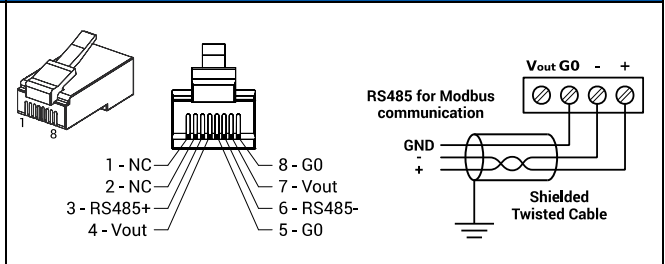 1
8
1 - NC
2 - NC
3 - RS485+
4 - Vout
8 - G0
7 - Vout
6 - RS485-
5 - G0
Vout G0 - +
RS485 for Modbus
communication
GND
-
+
Shielded
Twisted Cable